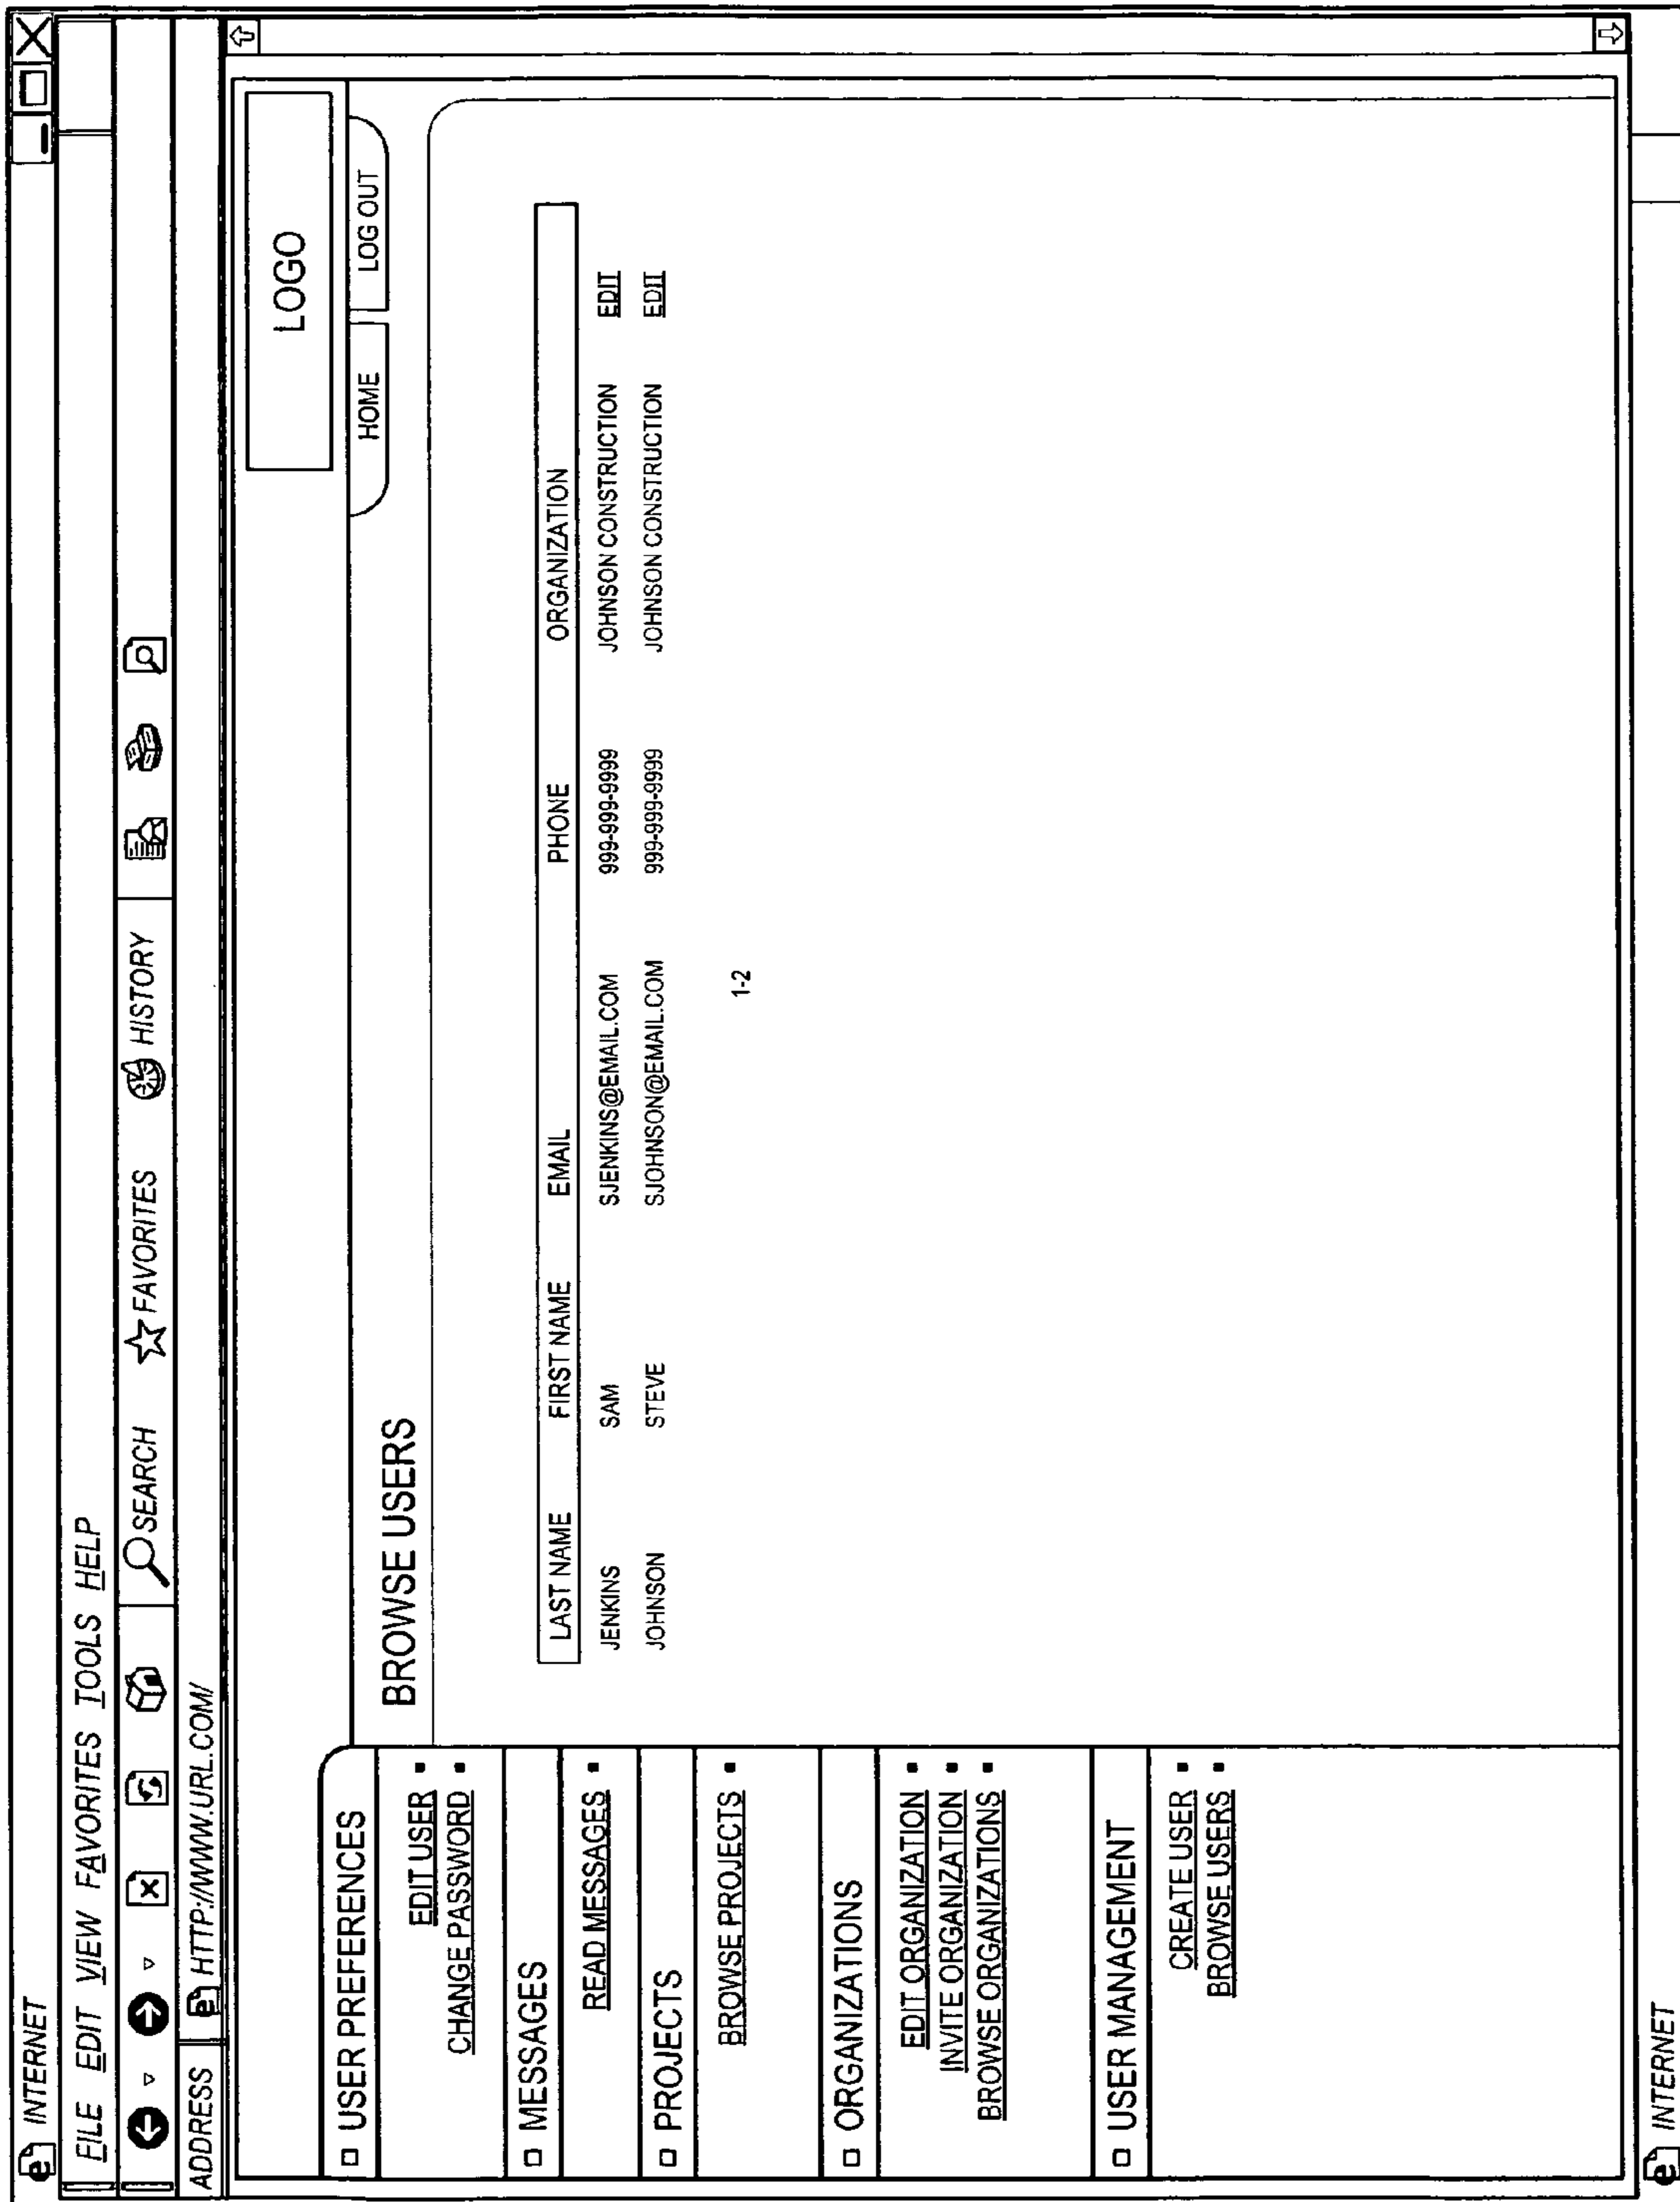 INTERNET
FILE EDIT VIEW FAVORITES TOOLS HELP
SEARCH FAVORITES HISTORY
ADDRESS HTTP://WWW.URL.COM/
LOGO
HOME LOG OUT
USER PREFERENCES
EDIT USER
CHANGE PASSWORD
MESSAGES
READ MESSAGES
PROJECTS
BROWSE PROJECTS
ORGANIZATIONS
EDIT ORGANIZATION
INVITE ORGANIZATION
BROWSE ORGANIZATIONS
USER MANAGEMENT
CREATE USER
BROWSE USERS
BROWSE USERS
LAST NAME FIRST NAME EMAIL PHONE ORGANIZATION
JENKINS SAM SJENKINS@EMAIL.COM 999-999-9999 JOHNSON CONSTRUCTION EDIT
JOHNSON STEVE SJOHNSON@EMAIL.COM 999-999-9999 JOHNSON CONSTRUCTION EDIT
1-2
INTERNET